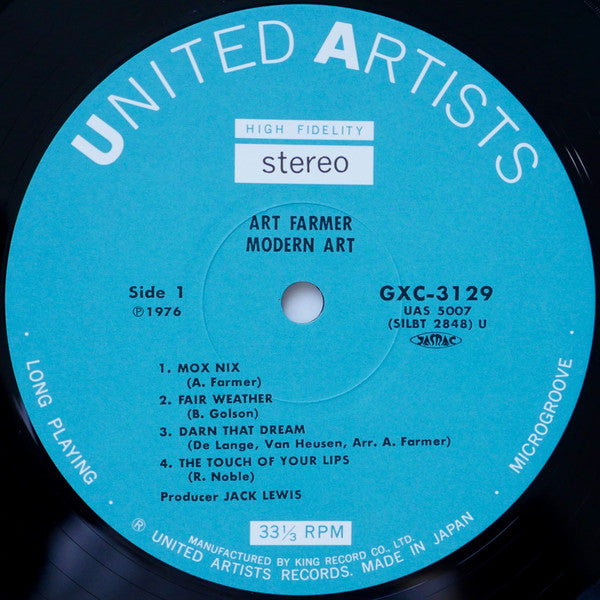 UNITED ARTISTS
HIGH FIDELITY
stereo
ART FARMER
MODERN ART
Side 1
℗1976
GXC-3129
UAS 5007
(SILBT 2848) U
JASRAC
1. MOX NIX
(A. Farmer)
2. FAIR WEATHER
(B. Golson)
3. DARN THAT DREAM
(De Lange, Van Heusen, Arr. A. Farmer)
4. THE TOUCH OF YOUR LIPS
(R. Noble)
Producer JACK LEWIS
33⅓ RPM
· LONG PLAYING ·
· MICROGROOVE ·
MANUFACTURED BY KING RECORD CO., LTD.
® UNITED ARTISTS RECORDS. MADE IN JAPAN